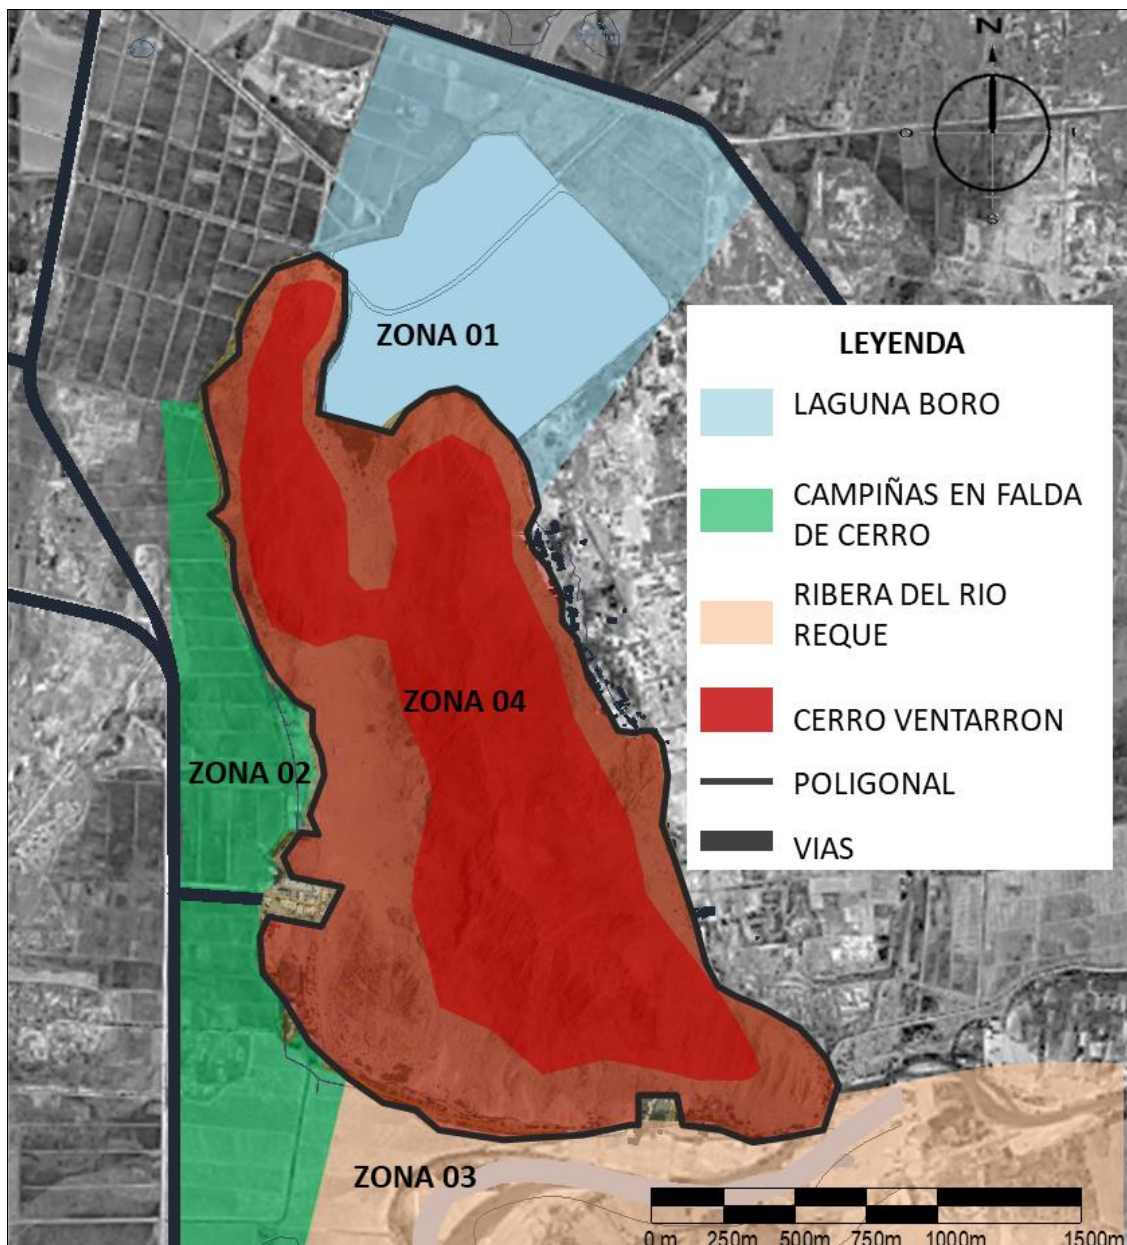 N
O
S
ZONA 01
LEYENDA
LAGUNA BORO
CAMPIÑAS EN FALDA
DE CERRO
RIBERA DEL RIO
REQUE
CERRO VENTARRON
POLIGONAL
VIAS
ZONA 04
ZONA 02
ZONA 03
0 m 250m 500m 750m 1000m 1500m